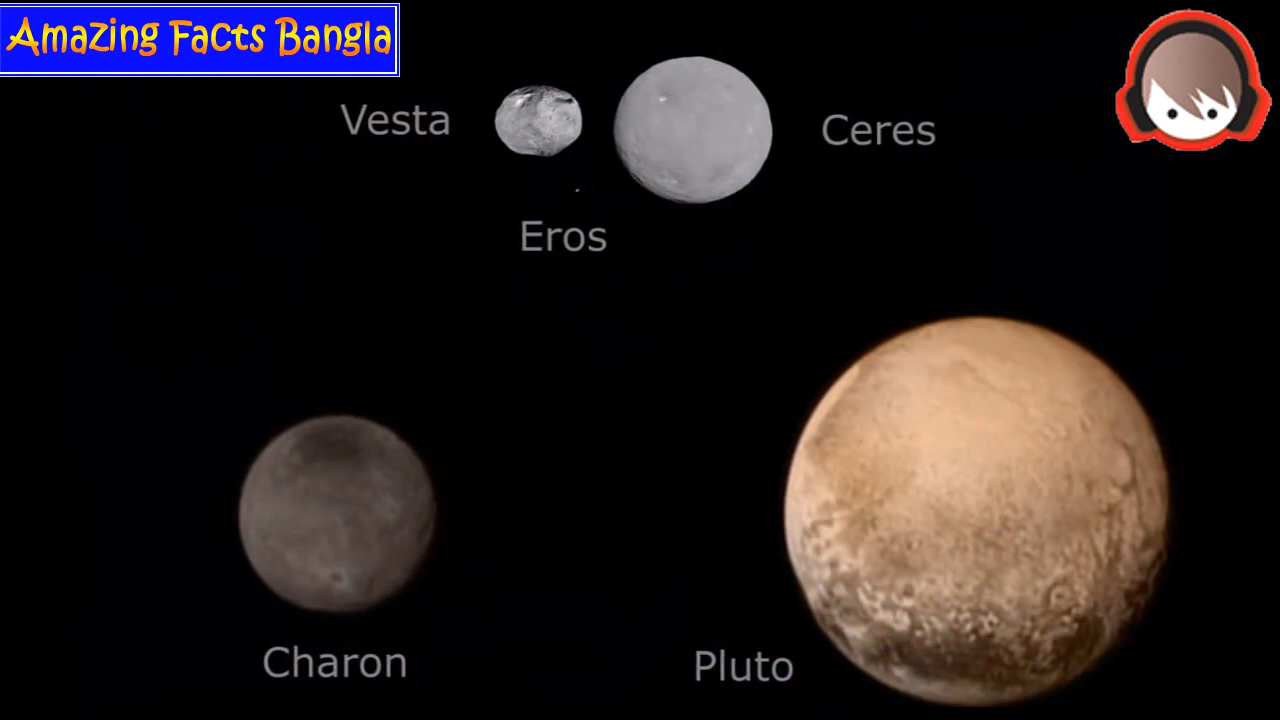 Amazing Facts Bangla
Vesta
Ceres
Eros
Charon
Pluto